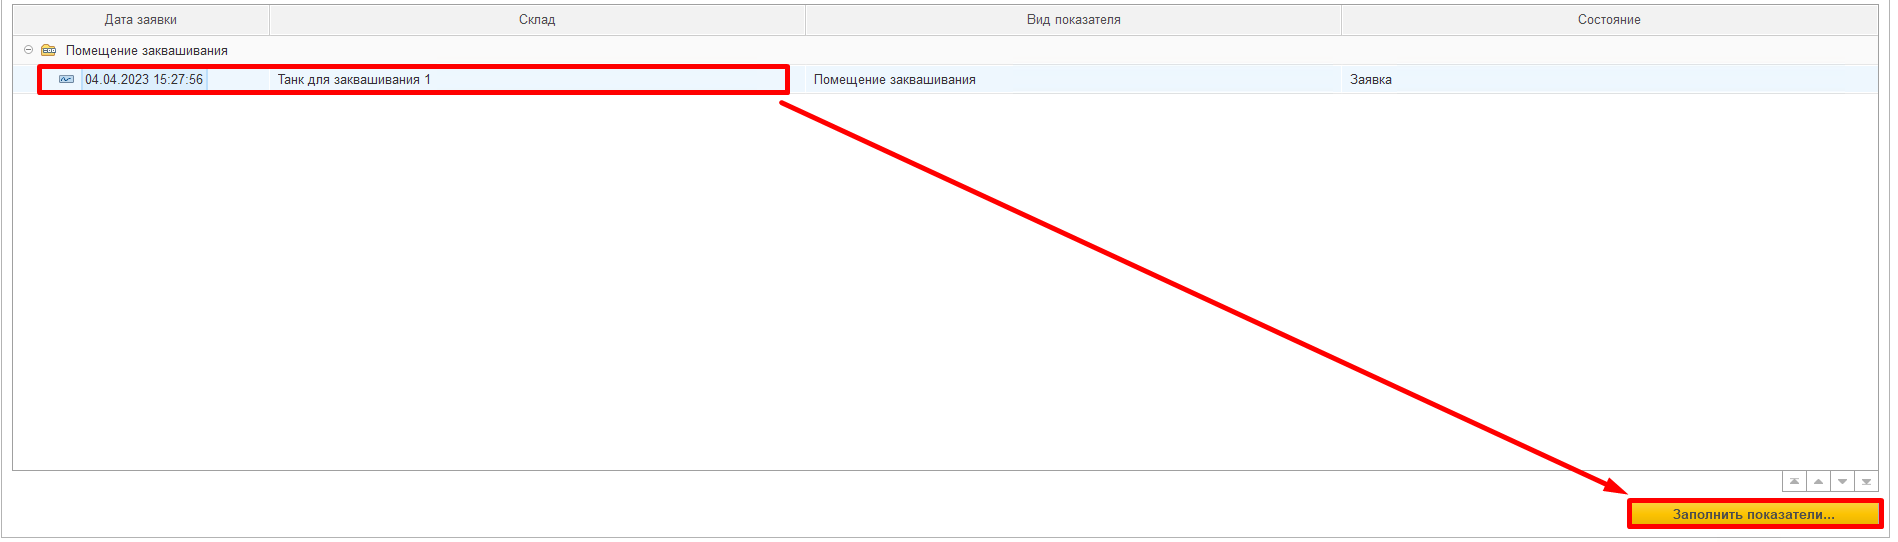 Дата заявки Склад Вид показателя Состояние
Помещение заквашивания
04.04.2023 15:27:56 Танк для заквашивания 1 Помещение заквашивания Заявка
Заполнить показатели...